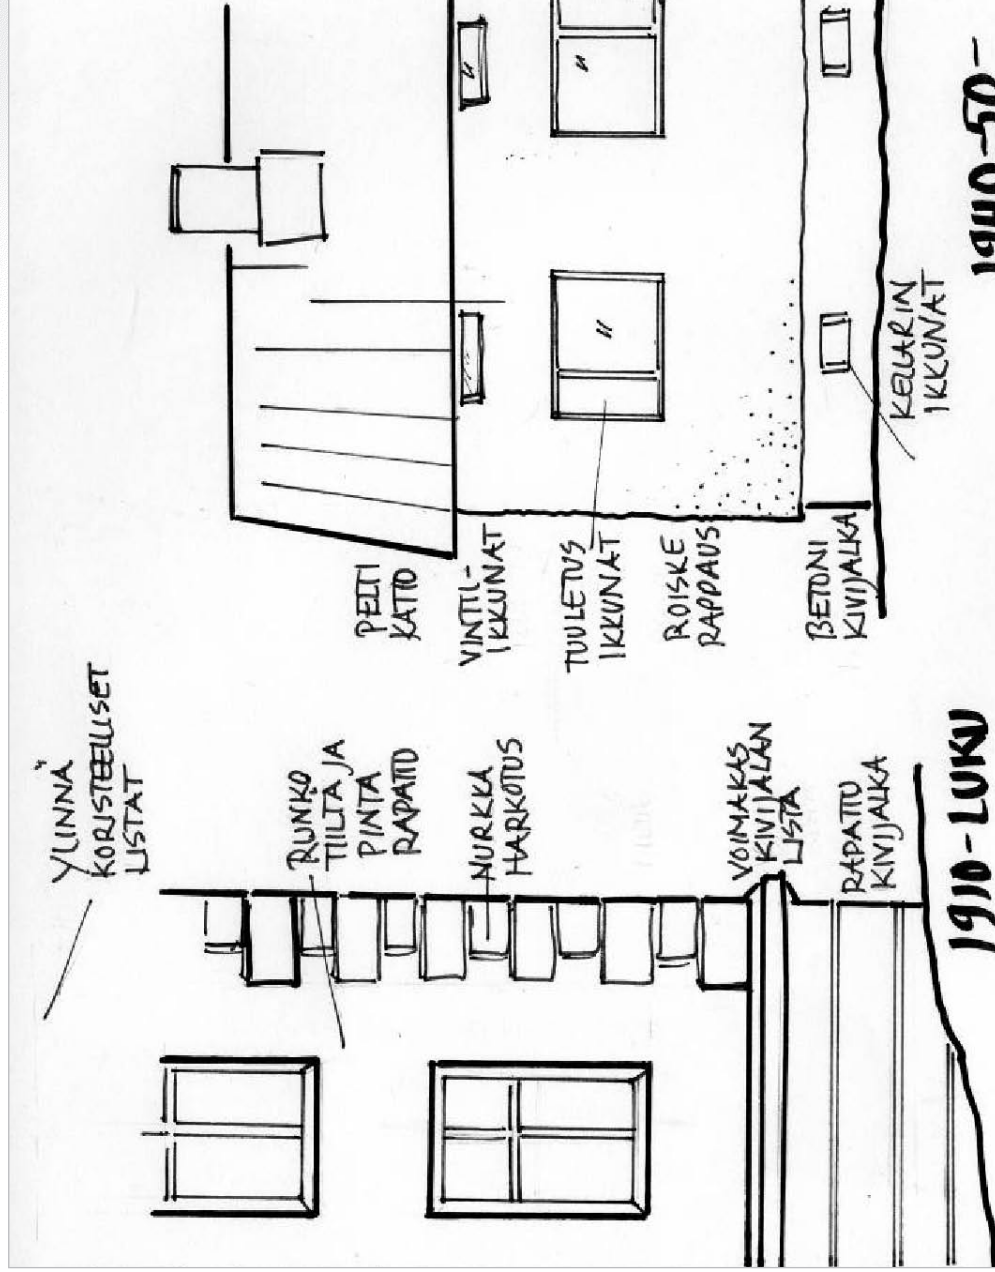 YLINNÄ
KORISTEELLISET
LISTAT
RUNKO
TIILTA JA
PINTA
RAPATTU
NURKKA
HARKOTUS
VOIMAKAS
KIVIJALAN
LISTA
RAPATTU
KIVIJALKA
1910-LUKU
PELTI
KATTO
VINTTI-
IKKUNAT
TUULETUS
IKKUNAT
ROISKE
RAPPAUS
BETONI
KIVIJALKA
KELLARIN
IKKUNAT
1940-50-